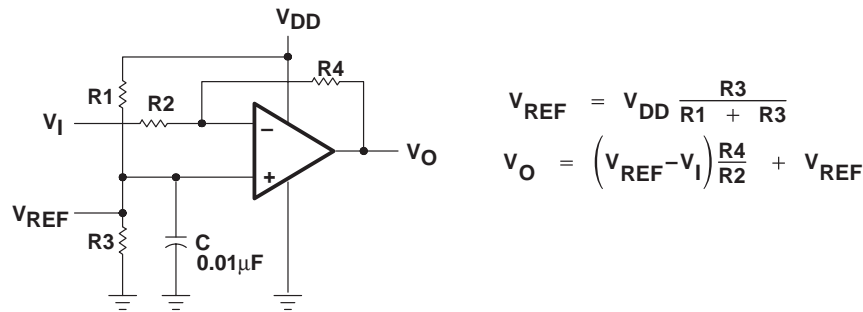 VDD
R1
R4
R2
VI
−
+
VO
VREF
R3
C
0.01μF
VREF = VDD R3 / R1 + R3
VO = (VREF−VI) R4 / R2 + VREF